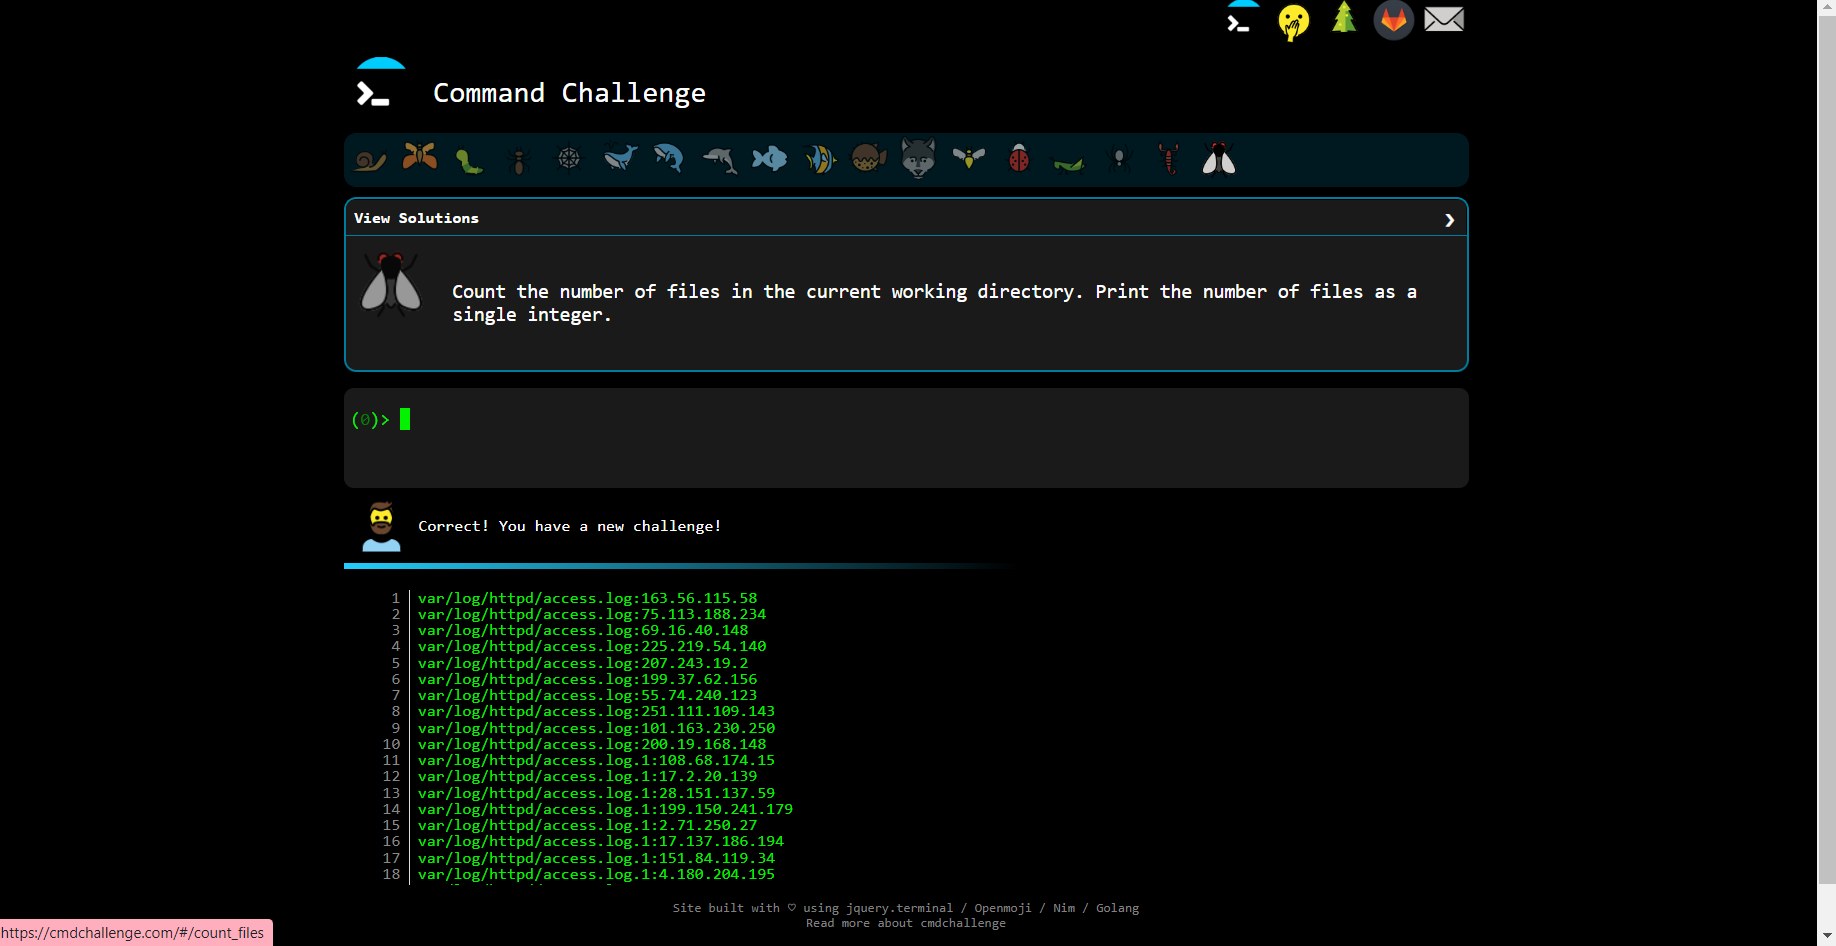 Command Challenge
View Solutions
Count the number of files in the current working directory. Print the number of files as a
single integer.
(0)>
Correct! You have a new challenge!
1 var/log/httpd/access.log:163.56.115.58
2 var/log/httpd/access.log:75.113.188.234
3 var/log/httpd/access.log:69.16.40.148
4 var/log/httpd/access.log:225.219.54.140
5 var/log/httpd/access.log:207.243.19.2
6 var/log/httpd/access.log:199.37.62.156
7 var/log/httpd/access.log:55.74.240.123
8 var/log/httpd/access.log:251.111.109.143
9 var/log/httpd/access.log:101.163.230.250
10 var/log/httpd/access.log:200.19.168.148
11 var/log/httpd/access.log.1:108.68.174.15
12 var/log/httpd/access.log.1:17.2.20.139
13 var/log/httpd/access.log.1:28.151.137.59
14 var/log/httpd/access.log.1:199.150.241.179
15 var/log/httpd/access.log.1:2.71.250.27
16 var/log/httpd/access.log.1:17.137.186.194
17 var/log/httpd/access.log.1:151.84.119.34
18 var/log/httpd/access.log.1:4.180.204.195
Site built with ♡ using jquery.terminal / Openmoji / Nim / Golang
Read more about cmdchallenge
https://cmdchallenge.com/#/count_files